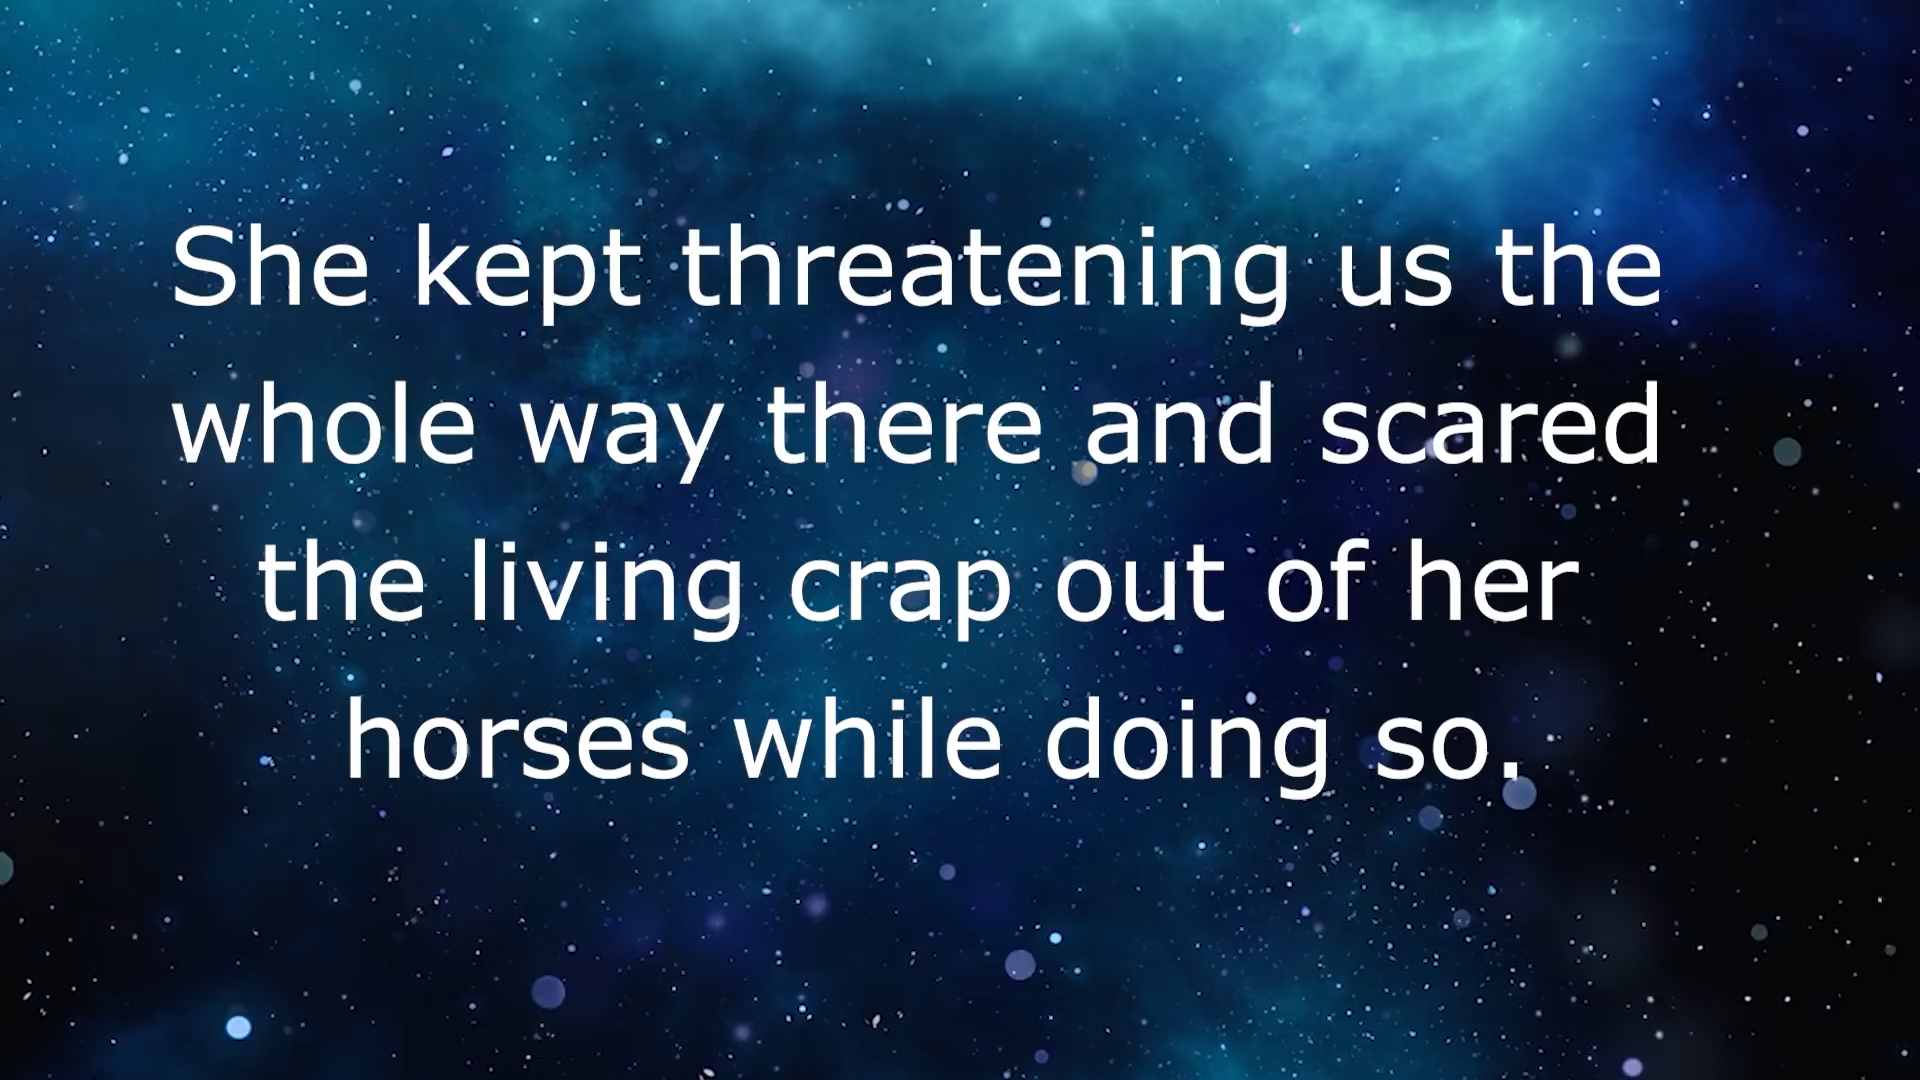 She kept threatening us the
whole way there and scared
the living crap out of her
horses while doing so.